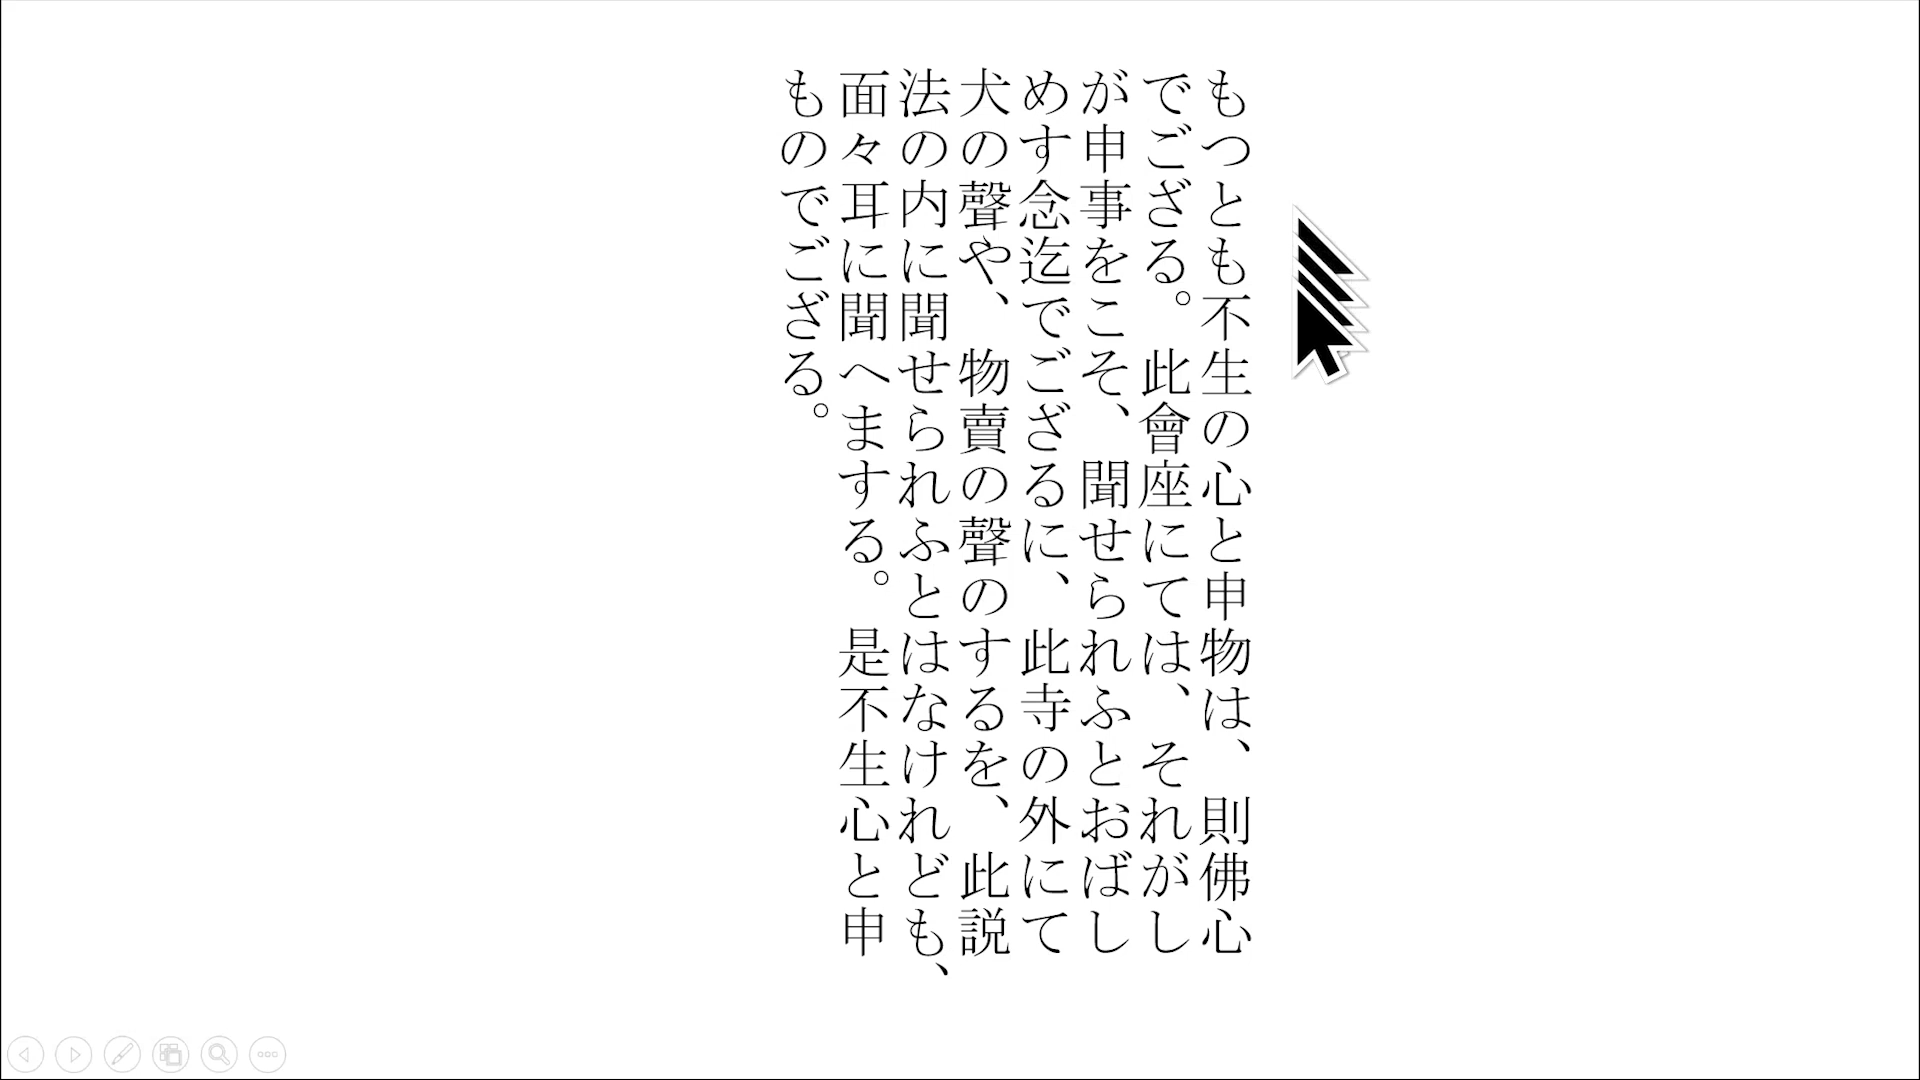 もつとも不生の心と申物は、則佛心
でござる。此會座にては、それがし
が申事をこそ、聞せられふとおばし
めす念迄でござるに、此寺の外にて
犬の聲や、物賣の聲のするを、此説
法の内に聞せられふとはなけれども、
面々耳に聞へまする。是不生心と申
ものでござる。